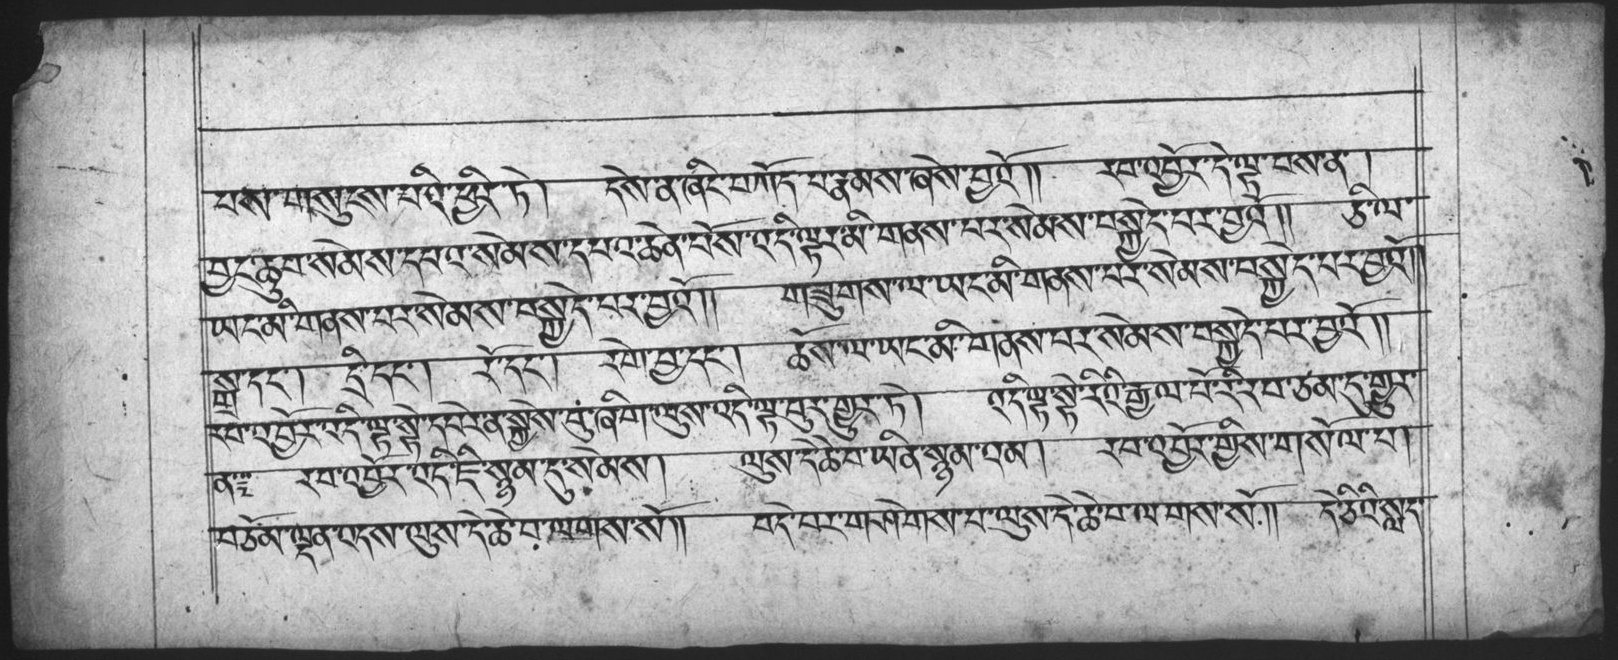 པས་གསུངས་པའི་ཕྱིར་ཏེ། དེས་ན་ཞིང་བཀོད་པ་རྣམས་ཞེས་བྱའོ།། རབ་འབྱོར་དེ་ལྟ་བས་ན།
བྱང་ཆུབ་སེམས་དཔའ་སེམས་དཔའ་ཆེན་པོས་འདི་ལྟར་མི་གནས་པར་སེམས་བསྐྱེད་པར་བྱའོ།། ཅི་ལ་
ཡང་མི་གནས་པར་སེམས་བསྐྱེད་པར་བྱའོ།། གཟུགས་ལ་ཡང་མི་གནས་པར་སེམས་བསྐྱེད་པར་བྱའོ།།
སྒྲ་དང་། དྲི་དང་། རོ་དང་། རེག་བྱ་དང་། ཆོས་ལ་ཡང་མི་གནས་པར་སེམས་བསྐྱེད་པར་བྱའོ།།
རབ་འབྱོར་འདི་ལྟ་སྟེ་དཔེར་ན་སྐྱེས་བུ་ཞིག་ལུས་འདི་ལྟ་བུར་གྱུར་ཏེ། འདི་ལྟ་སྟེ་རིའི་རྒྱལ་པོ་རི་རབ་ཙམ་དུ་གྱུར་
ན༔ རབ་འབྱོར་འདི་ཇི་སྙམ་དུ་སེམས། ལུས་དེ་ཆེ་བ་ཡིན་སྙམ་འམ། རབ་འབྱོར་གྱིས་གསོལ་པ།
བཅོམ་ལྡན་འདས་ལུས་དེ་ཆེ་བ་ལགས་སོ།། བདེ་བར་གཤེགས་པ་ལུས་དེ་ཆེ་བ་ལགས་སོ།། དེ་ཅིའི་སླད་